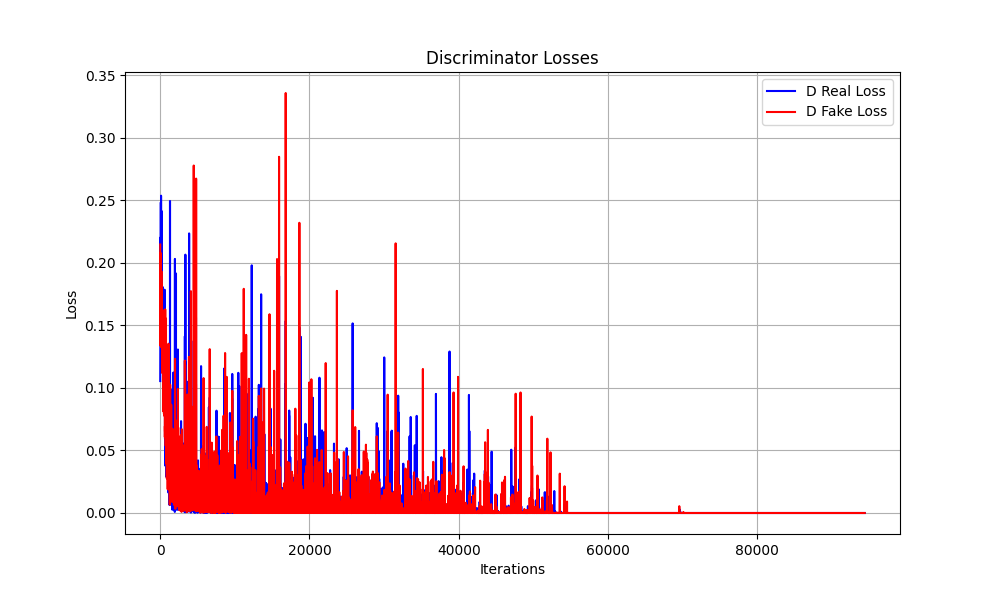 Discriminator Losses
D Real Loss
D Fake Loss
0.35
0.30
0.25
0.20
0.15
0.10
0.05
0.00
Loss
0 20000 40000 60000 80000
Iterations